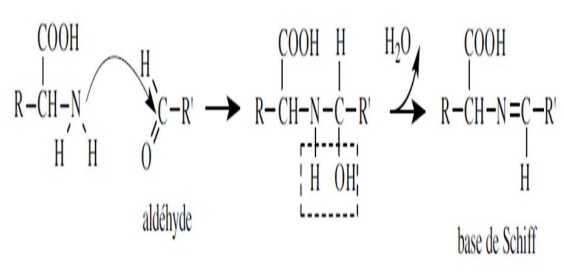 COOH
R–CH–N
H H
H
C–R'
O
aldéhyde
COOH H
R–CH–N–C–R'
H OH
H₂O
COOH
R–CH–N=C–R'
H
base de Schiff